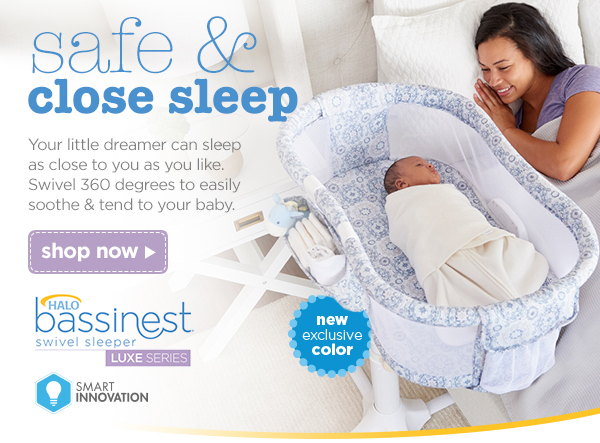 safe &
close sleep
Your little dreamer can sleep
as close to you as you like.
Swivel 360 degrees to easily
soothe & tend to your baby.
shop now
HALO
bassinest
swivel sleeper
LUXE SERIES
new
exclusive
color
SMART
INNOVATION